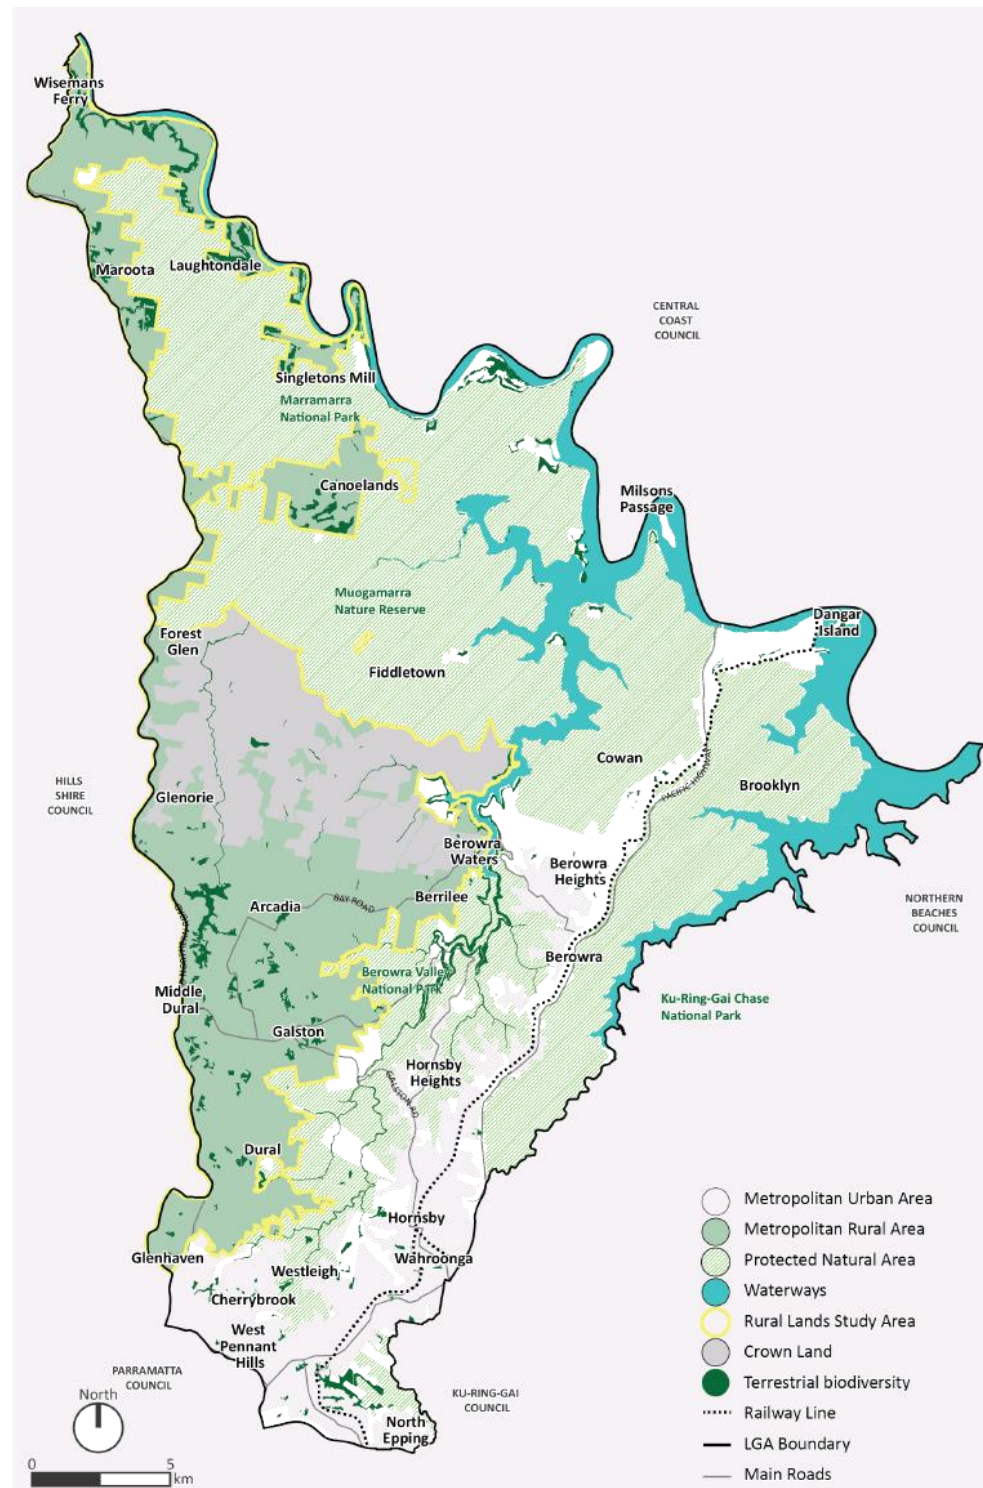 Wisemans
Ferry
Maroota
Laughtondale
CENTRAL
COAST
COUNCIL
Singletons Mill
Marramarra
National Park
Canoelands
Milsons
Passage
Muogamarra
Nature Reserve
Dangar
Island
Forest
Glen
Fiddletown
Cowan
HILLS
SHIRE
COUNCIL
Glenorie
PACIFIC HIGHWAY
Brooklyn
Berowra
Waters
Berowra
Heights
Arcadia
BAY ROAD
Berrilee
NORTHERN
BEACHES
COUNCIL
Berowra
Berowra Valley
National Park
Middle
Dural
Ku-Ring-Gai Chase
National Park
Galston
Hornsby
Heights
GALSTON RD
Dural
Hornsby
Glenhaven
Westleigh
Wahroonga
Cherrybrook
West
Pennant
Hills
PARRAMATTA
COUNCIL
KU-RING-GAI
COUNCIL
North
Epping
North
0 5
km
Metropolitan Urban Area
Metropolitan Rural Area
Protected Natural Area
Waterways
Rural Lands Study Area
Crown Land
Terrestrial biodiversity
Railway Line
LGA Boundary
Main Roads